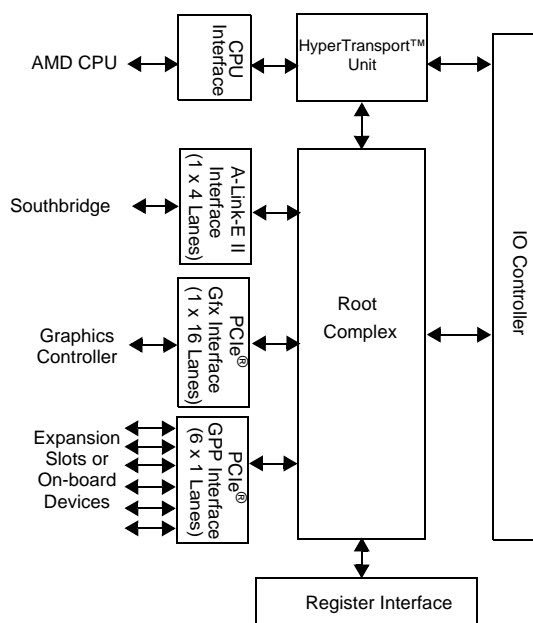 AMD CPU
CPU
Interface
HyperTransport™
Unit
Southbridge
A-Link-E II
Interface
(1 x 4 Lanes)
Graphics
Controller
PCIe®
Gfx Interface
(1 x 16 Lanes)
Expansion
Slots or
On-board
Devices
PCIe®
GPP Interface
(6 x 1 Lanes)
Root
Complex
IO Controller
Register Interface